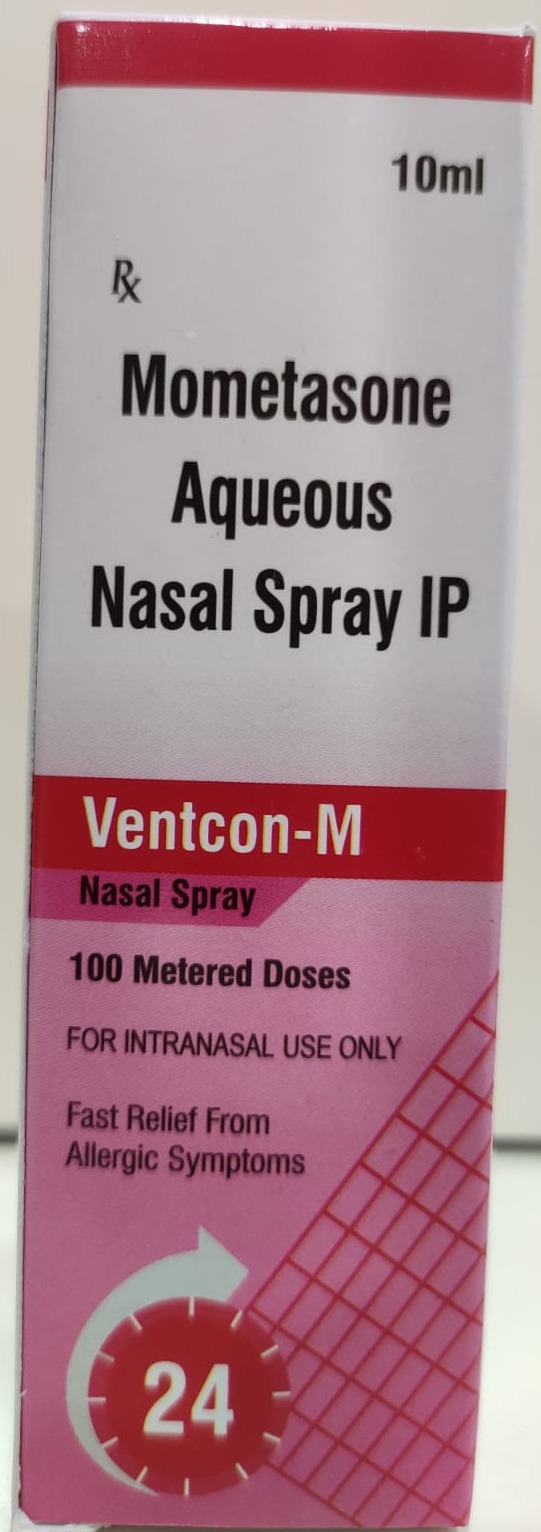 10ml
Rx
Mometasone
Aqueous
Nasal Spray IP
Ventcon-M
Nasal Spray
100 Metered Doses
FOR INTRANASAL USE ONLY
Fast Relief From
Allergic Symptoms
24